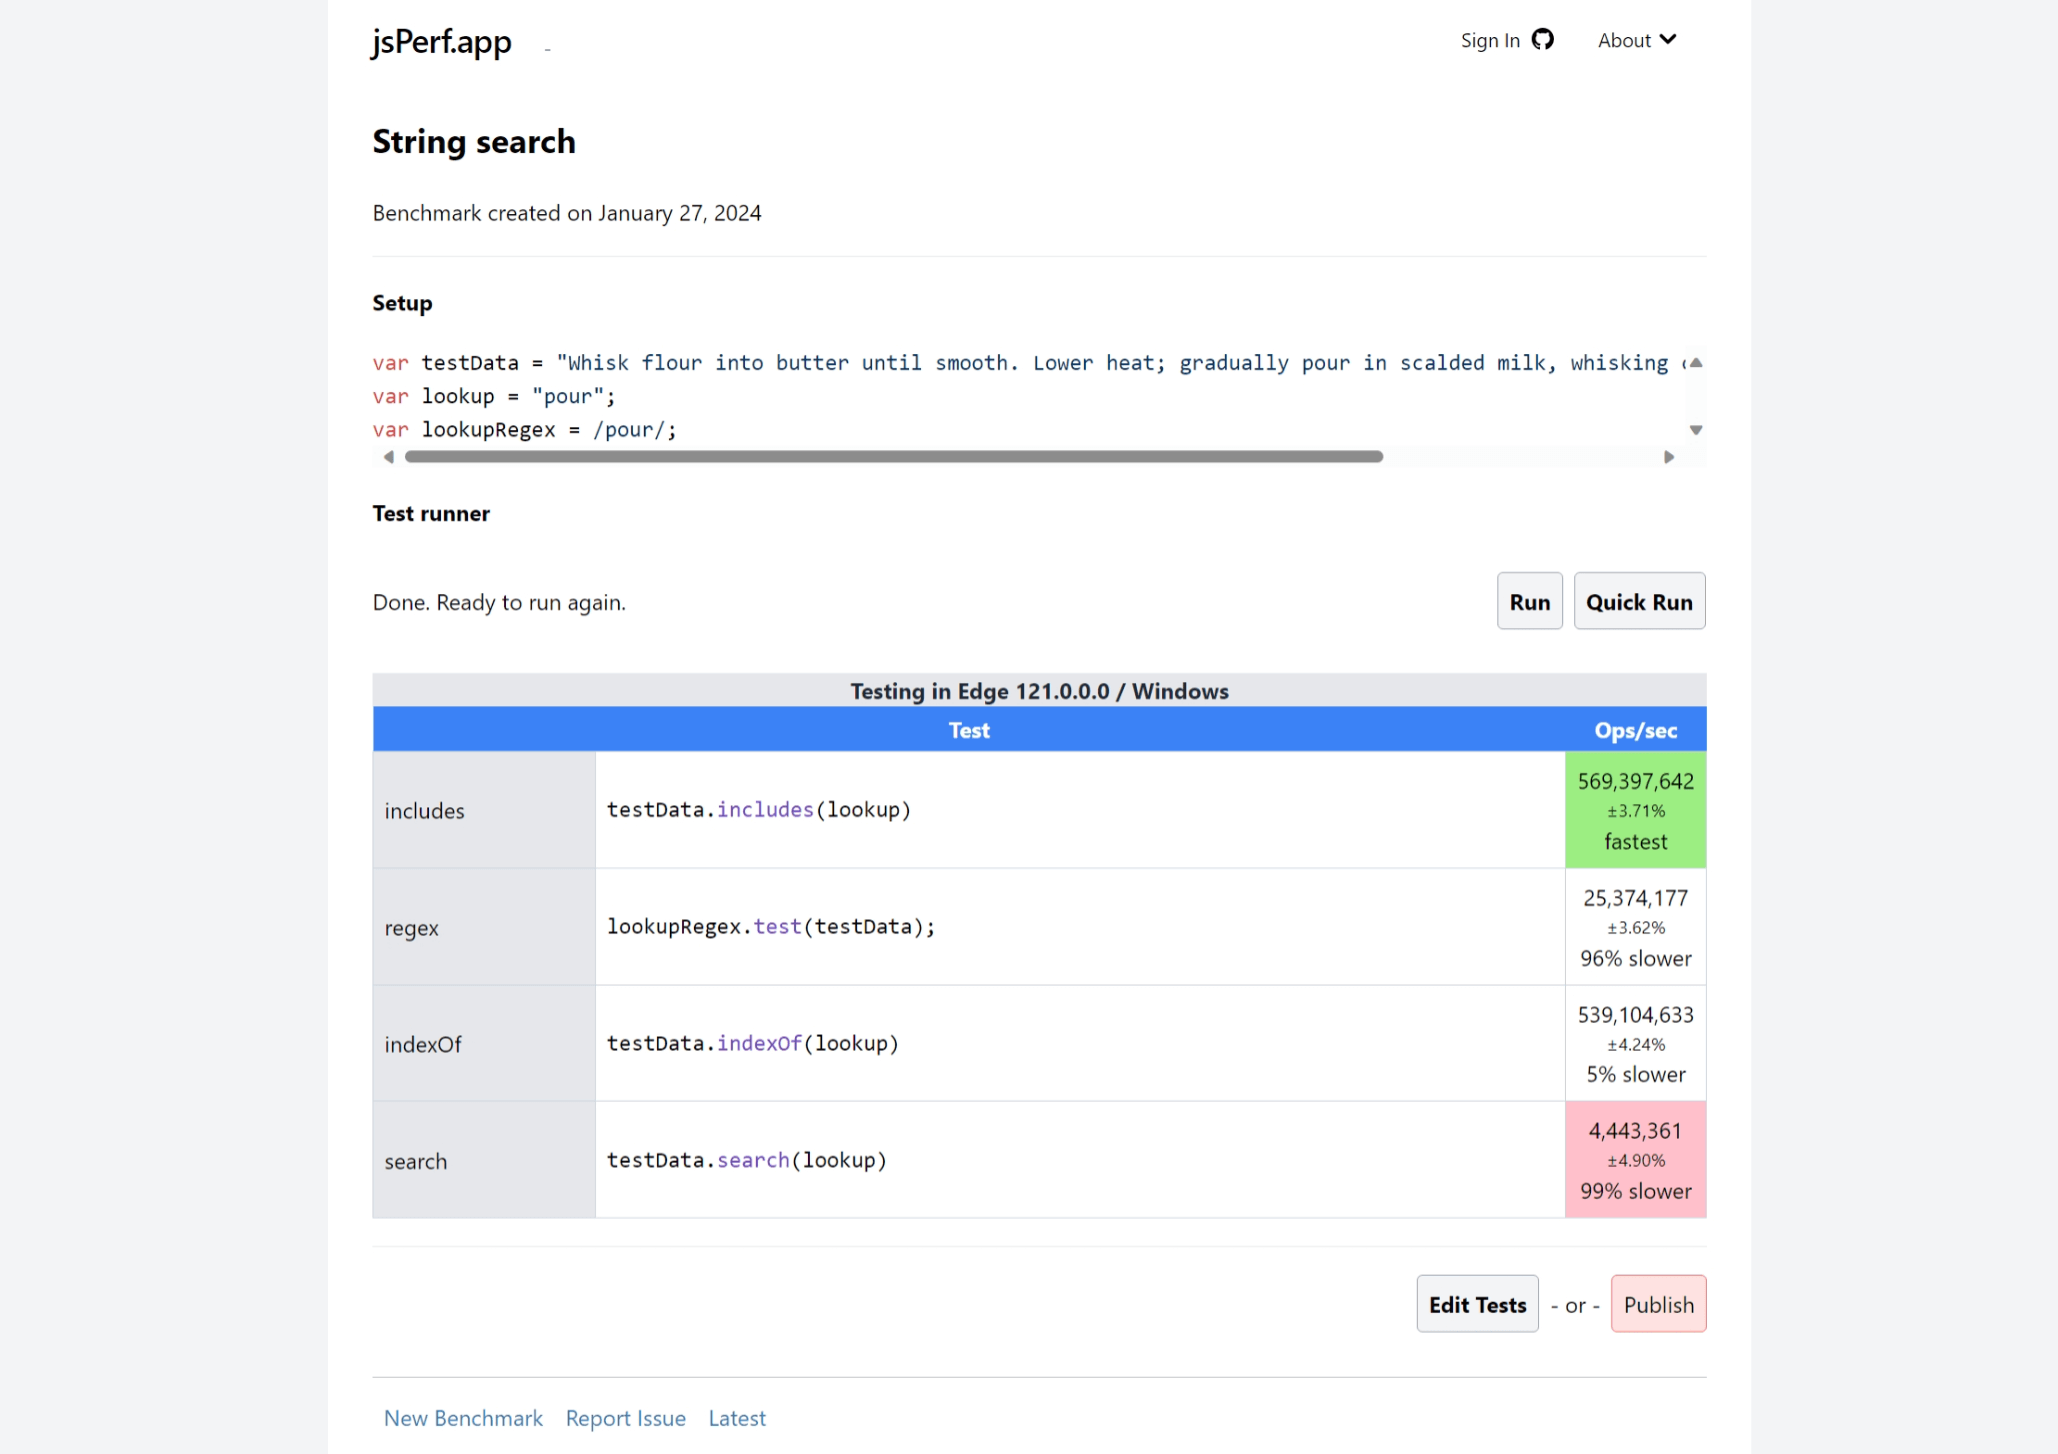 jsPerf.app -
Sign In
About
String search
Benchmark created on January 27, 2024
Setup
var testData = "Whisk flour into butter until smooth. Lower heat; gradually pour in scalded milk, whisking
var lookup = "pour";
var lookupRegex = /pour/;
Test runner
Done. Ready to run again.
Run
Quick Run
Testing in Edge 121.0.0.0 / Windows
Test
Ops/sec
includes
testData.includes(lookup)
569,397,642
±3.71%
fastest
regex
lookupRegex.test(testData);
25,374,177
±3.62%
96% slower
indexOf
testData.indexOf(lookup)
539,104,633
±4.24%
5% slower
search
testData.search(lookup)
4,443,361
±4.90%
99% slower
Edit Tests
- or -
Publish
New Benchmark
Report Issue
Latest